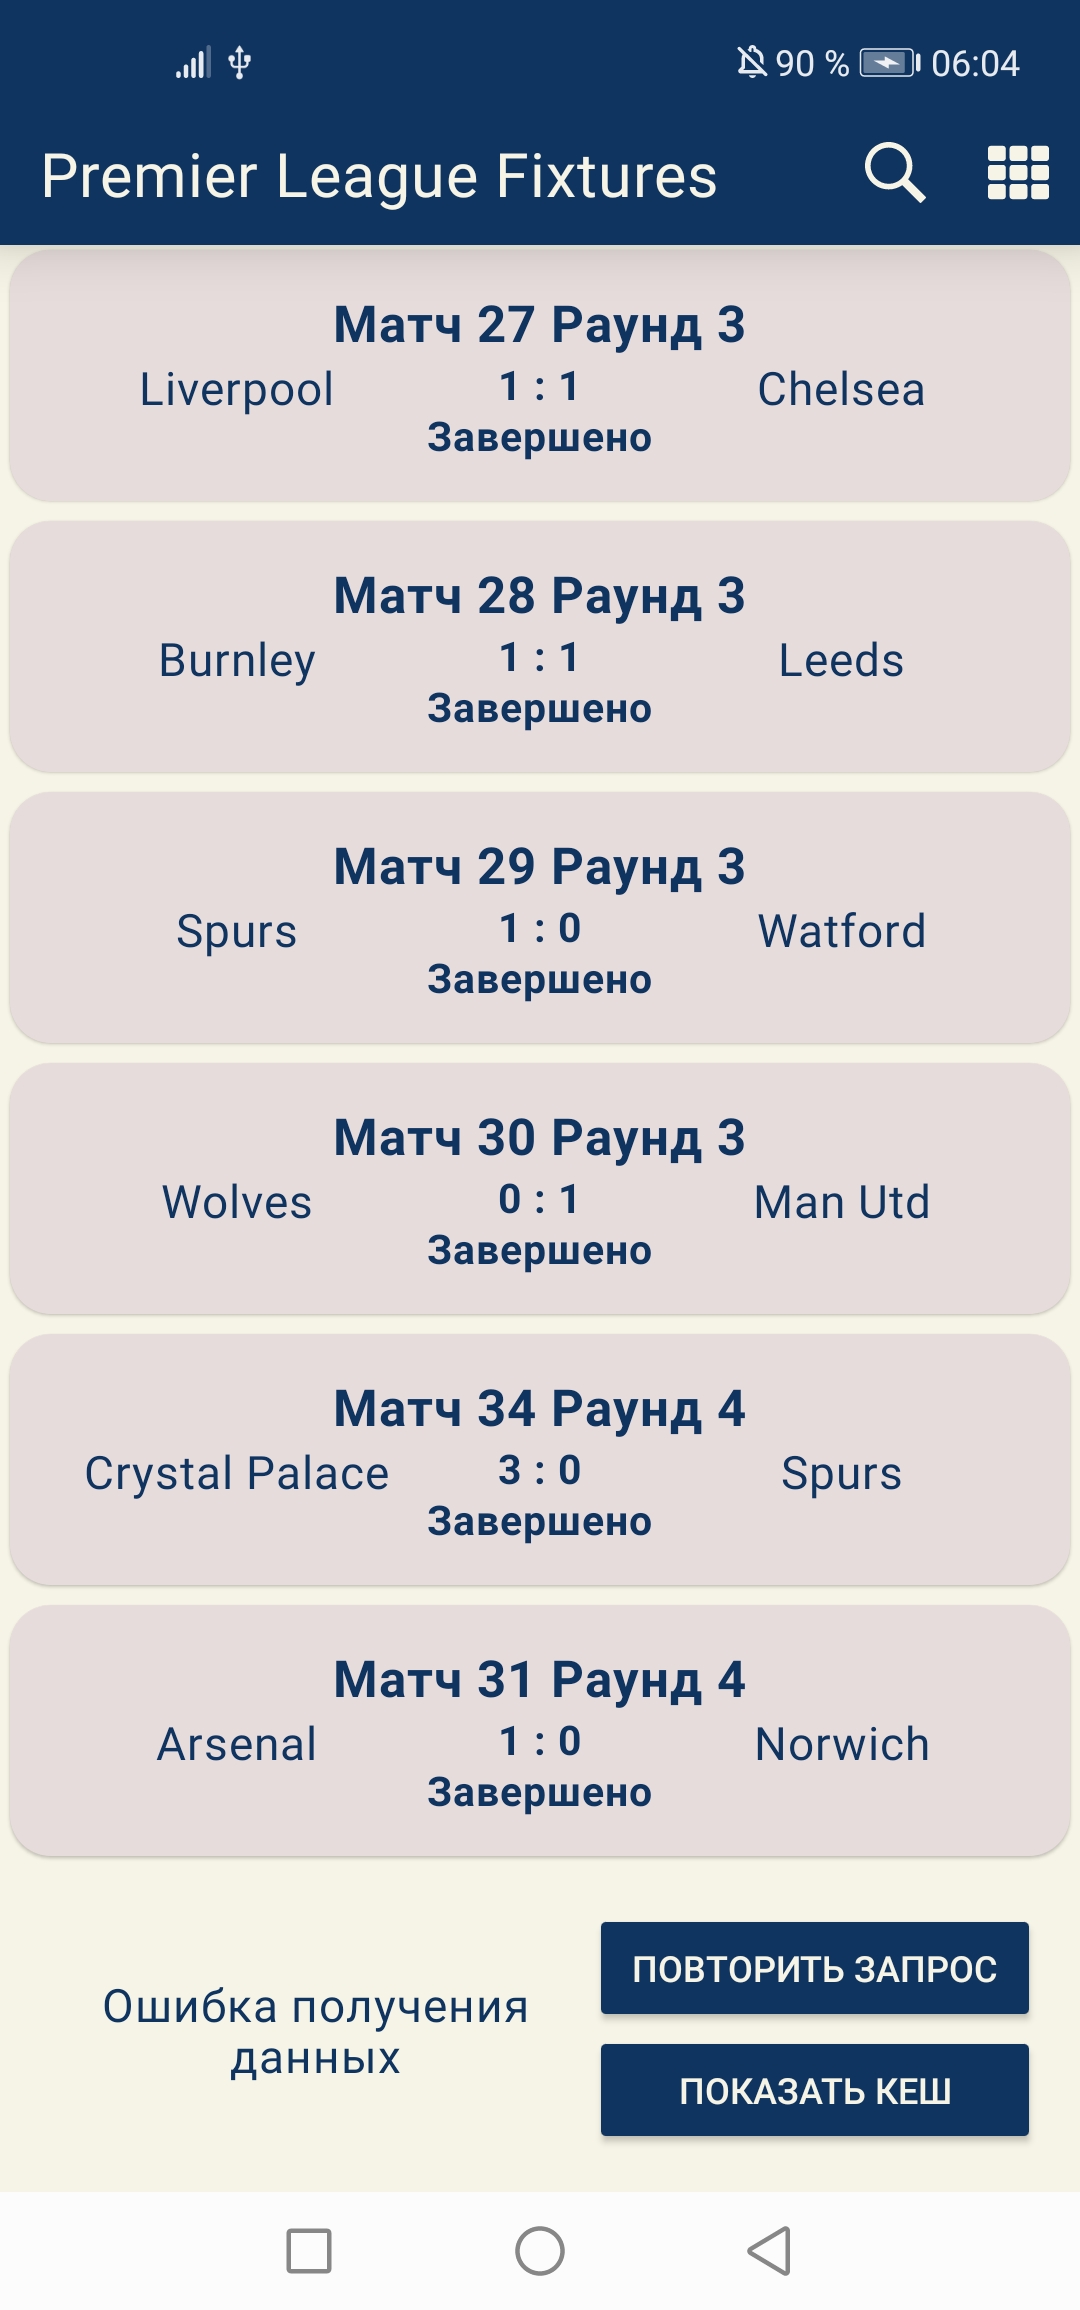 90 % 06:04
Premier League Fixtures
Матч 27 Раунд 3
Liverpool 1 : 1 Chelsea
Завершено
Матч 28 Раунд 3
Burnley 1 : 1 Leeds
Завершено
Матч 29 Раунд 3
Spurs 1 : 0 Watford
Завершено
Матч 30 Раунд 3
Wolves 0 : 1 Man Utd
Завершено
Матч 34 Раунд 4
Crystal Palace 3 : 0 Spurs
Завершено
Матч 31 Раунд 4
Arsenal 1 : 0 Norwich
Завершено
Ошибка получения
данных
ПОВТОРИТЬ ЗАПРОС
ПОКАЗАТЬ КЕШ